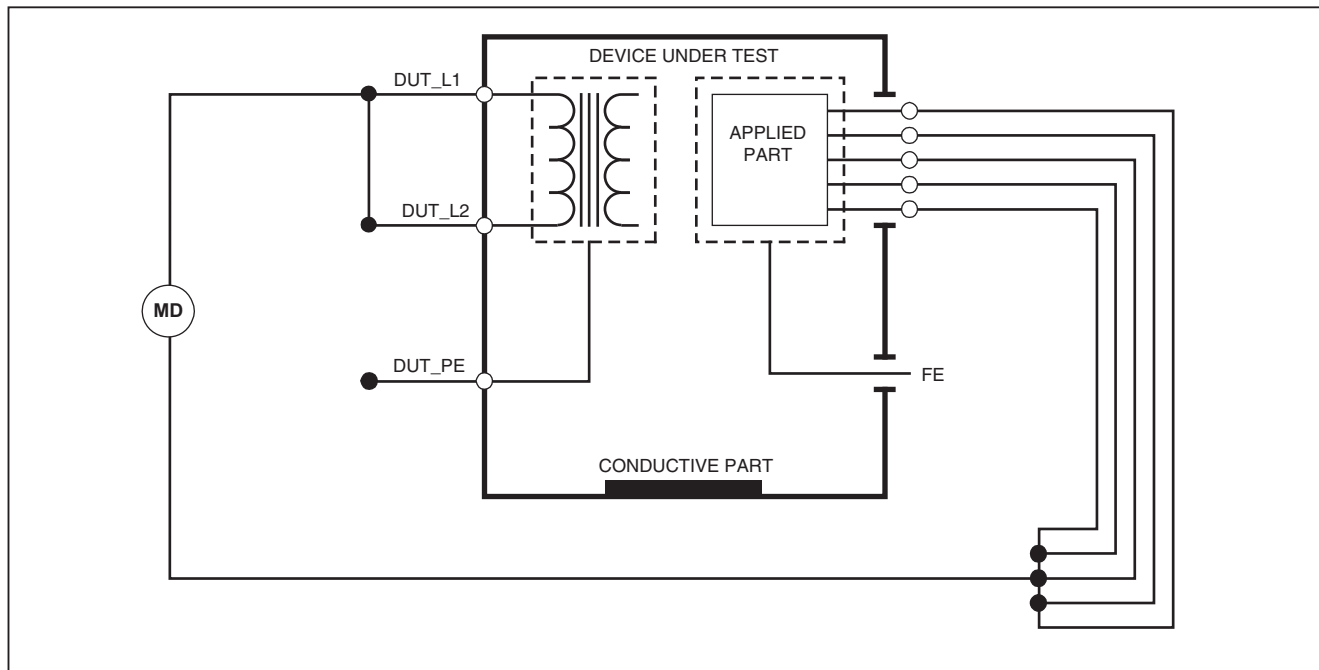 DEVICE UNDER TEST
DUT_L1
APPLIED
PART
DUT_L2
MD
DUT_PE
FE
CONDUCTIVE PART